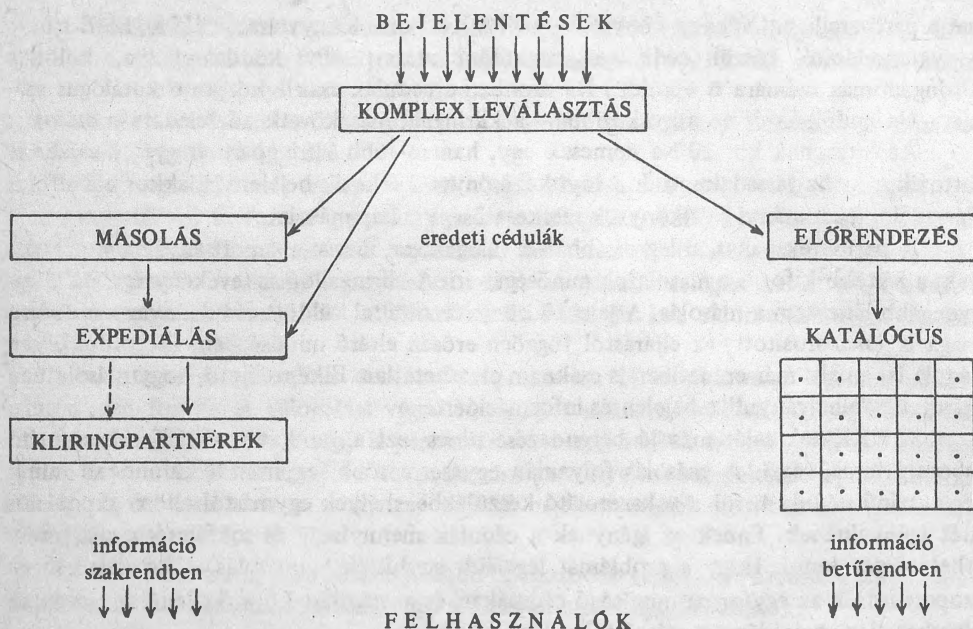 BEJELENTÉSEK
KOMPLEX LEVÁLASZTÁS
MÁSOLÁS
eredeti cédulák
ELŐRENDEZÉS
EXPEDIÁLÁS
KATALÓGUS
KLIRINGPARTNEREK
információ
szakrendben
információ
betűrendben
FELHASZNÁLÓK